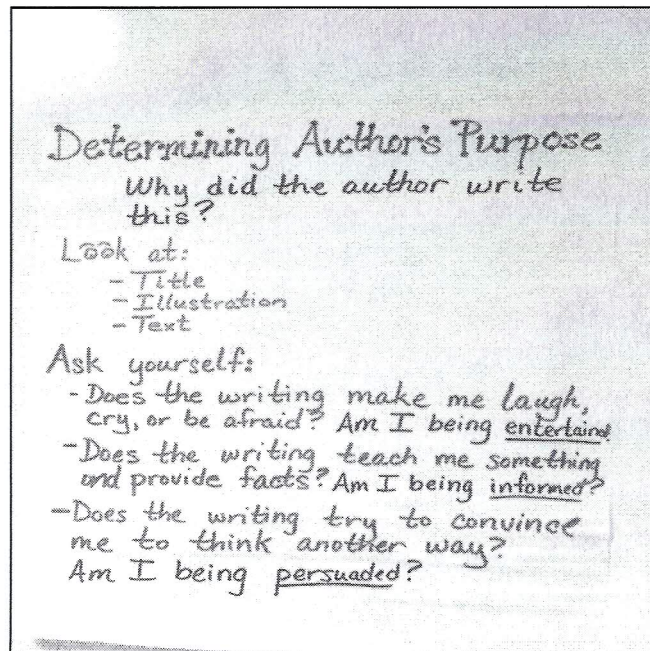 Determining Author's Purpose
Why did the author write
this?
Look at:
- Title
- Illustration
- Text
Ask yourself:
- Does the writing make me laugh,
cry, or be afraid? Am I being entertained
- Does the writing teach me something
and provide facts? Am I being informed?
- Does the writing try to convince
me to think another way?
Am I being persuaded?